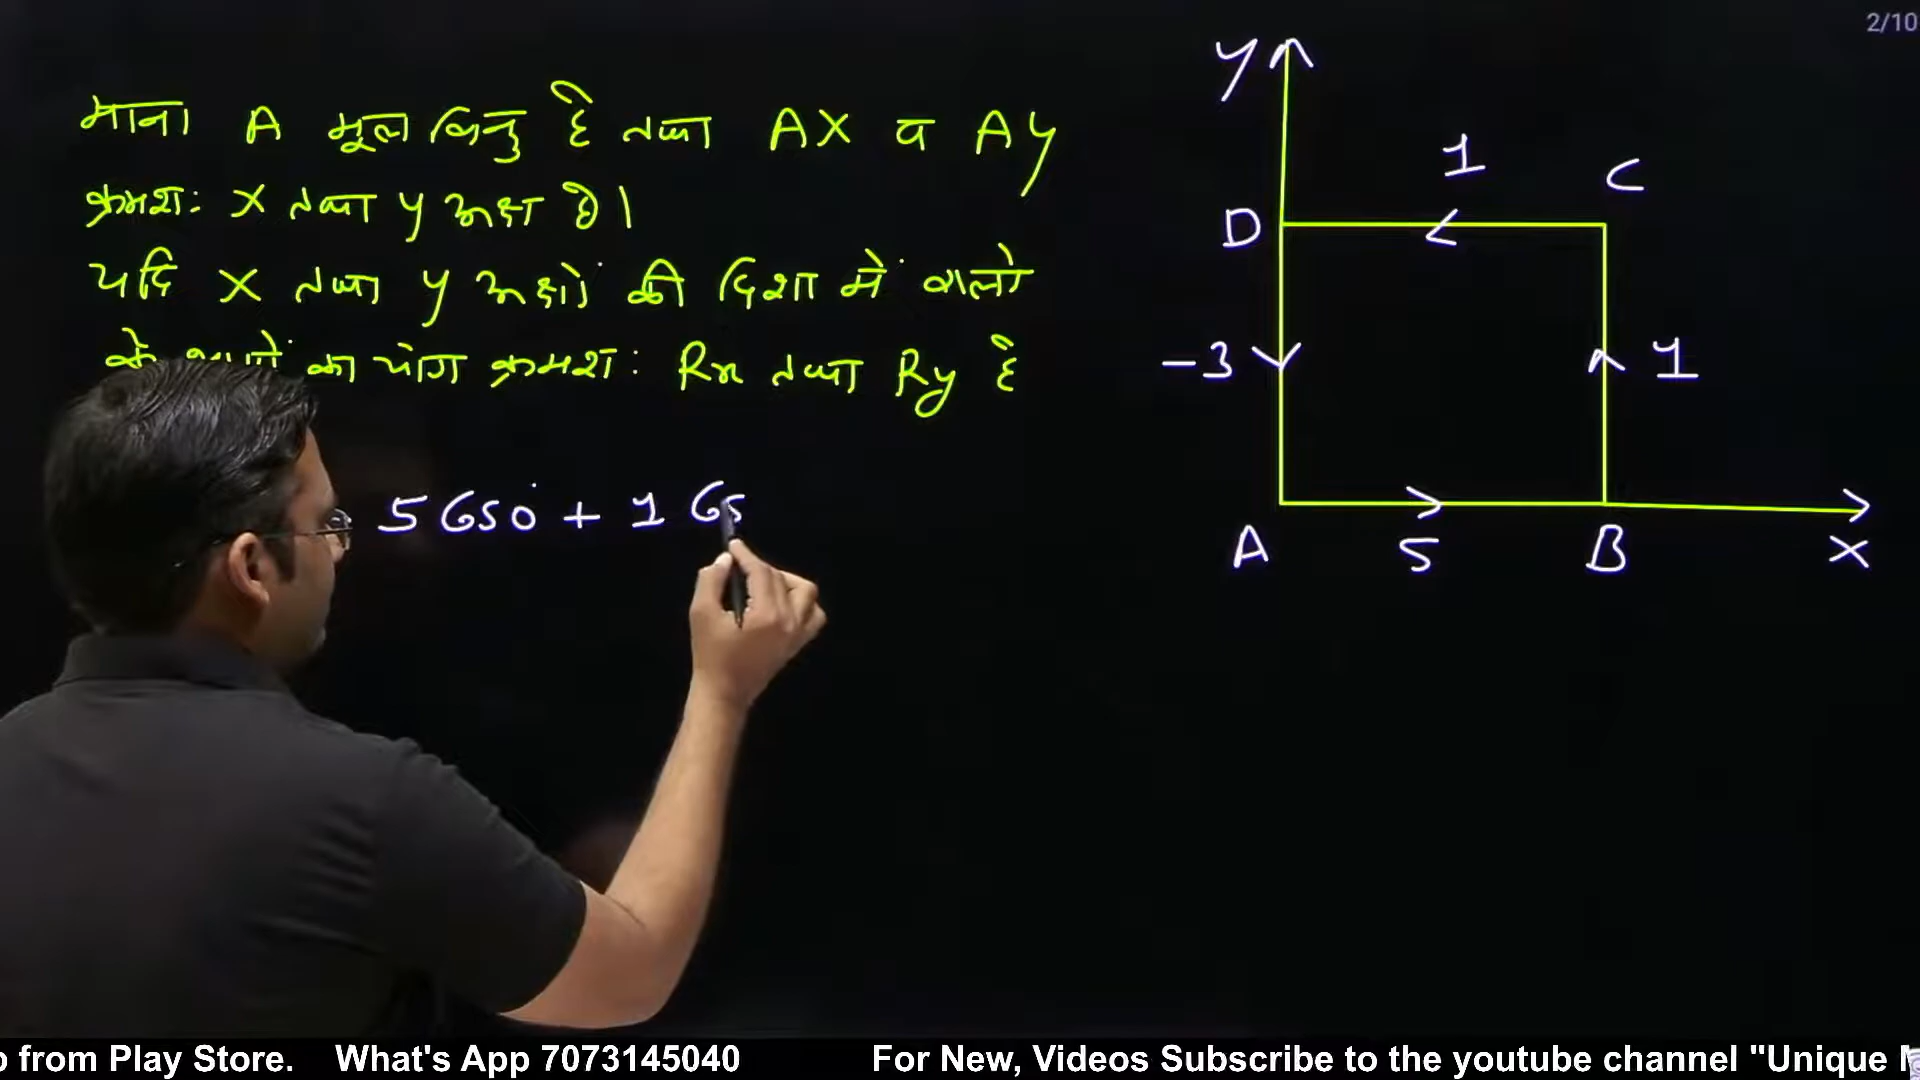 2/10
माना A मूल बिन्दु है तथा AX व AY
क्रमश: X तथा y अक्ष है।
यदि X तथा y अक्षों की दिशा में बलों
के का योग क्रमश: Rx तथा Ry है
5 Cos0° + 1 Cos
y
1
C
D
-3
1
A
5
B
X
from Play Store. What's App 7073145040 For New, Videos Subscribe to the youtube channel "Unique